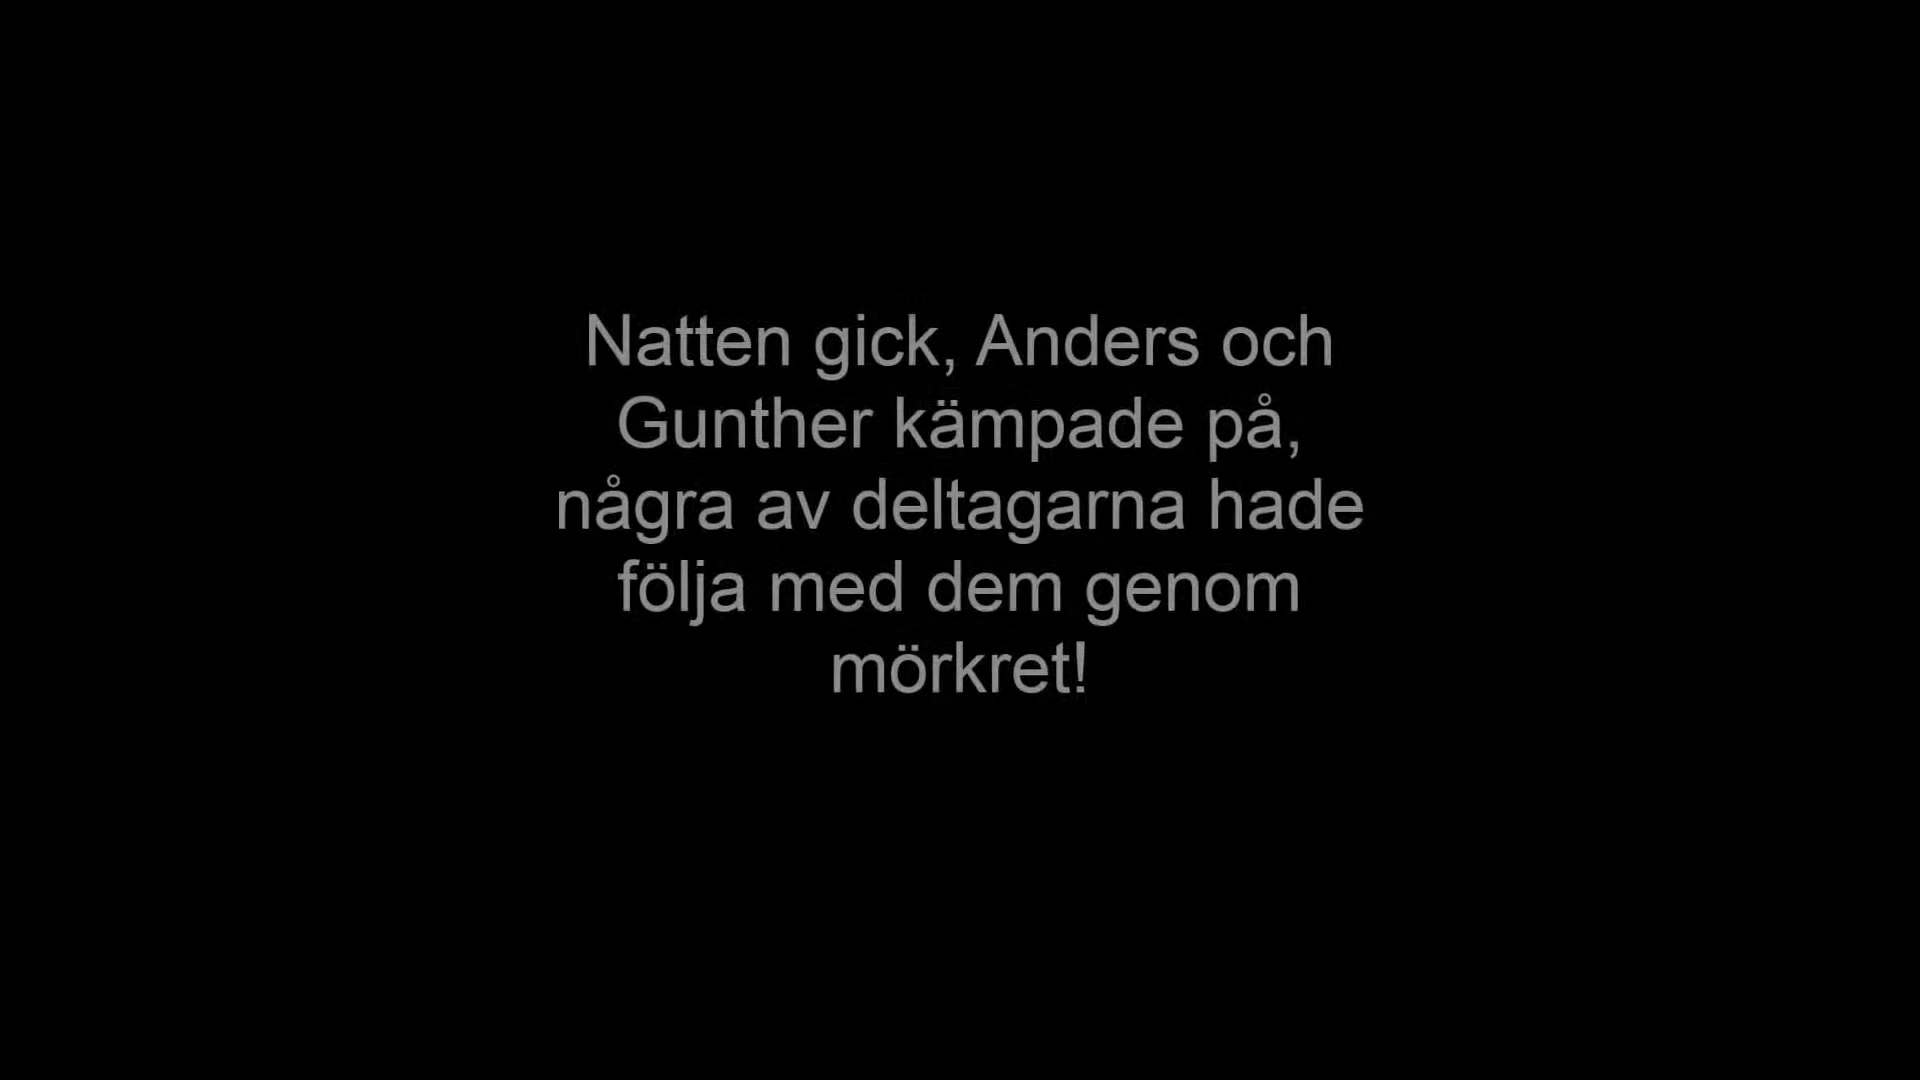 Natten gick, Anders och
Gunther kämpade på,
några av deltagarna hade
följa med dem genom
mörkret!